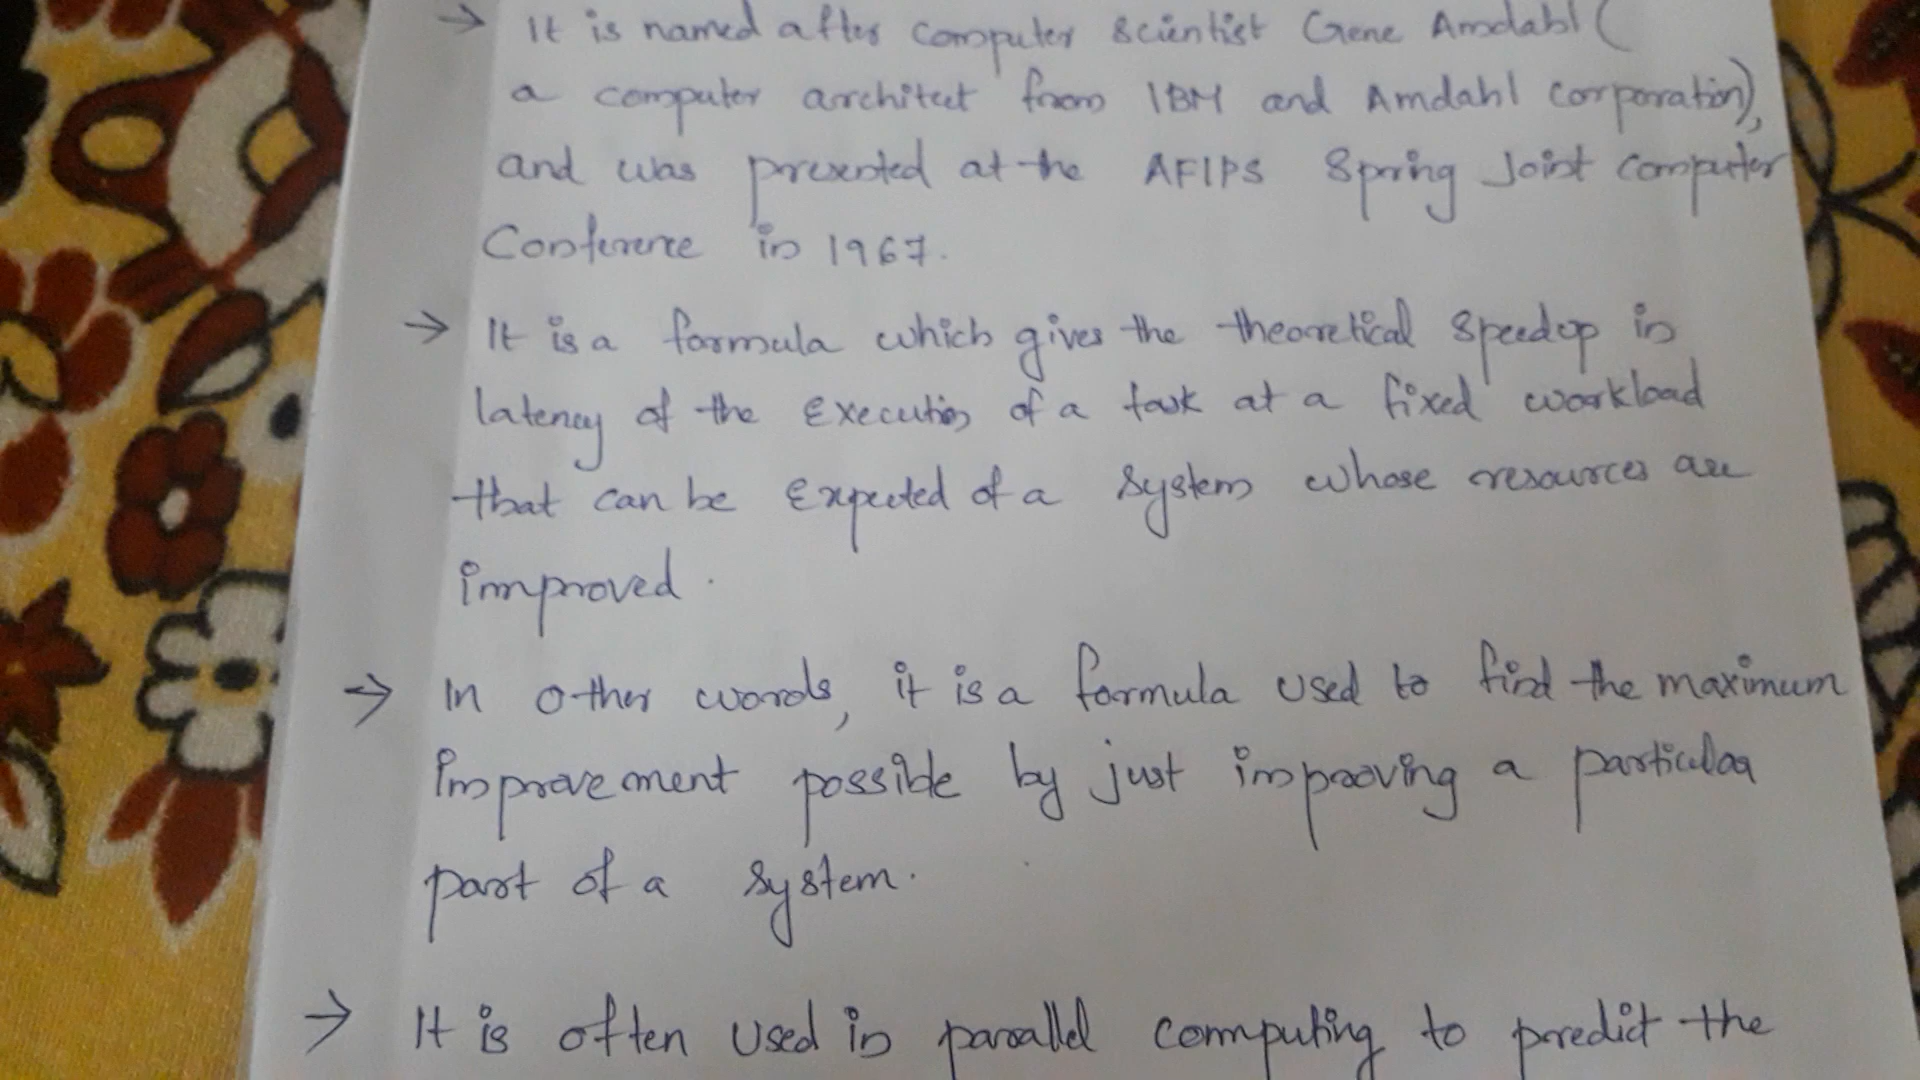 → It is named after computer scientist Gene Amdahl (
a computer architect from IBM and Amdahl corporation),
and was presented at the AFIPS Spring Joint Computer
Conference in 1967.
→ It is a formula which gives the theoretical speedup in
latency of the execution of a task at a fixed workload
that can be expected of a system whose resources are
improved.
→ In other words, it is a formula used to find the maximum
improvement possible by just improving a particular
part of a system.
→ It is often used in parallel computing to predict the